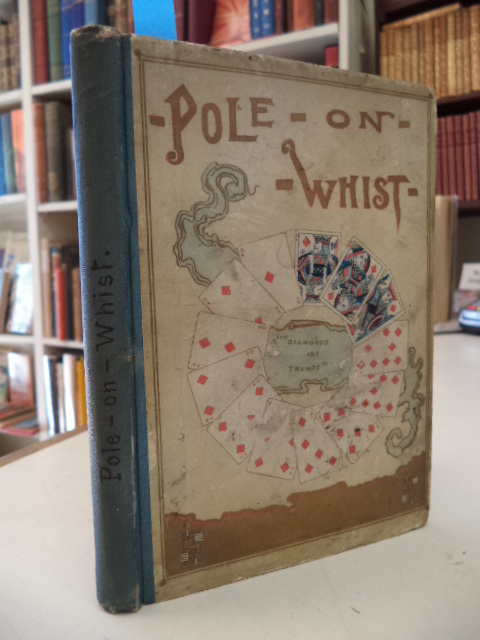 -POLE-ON-
-WHIST-
"DIAMONDS
ARE
TRUMPS"
Pole-on-Whist.